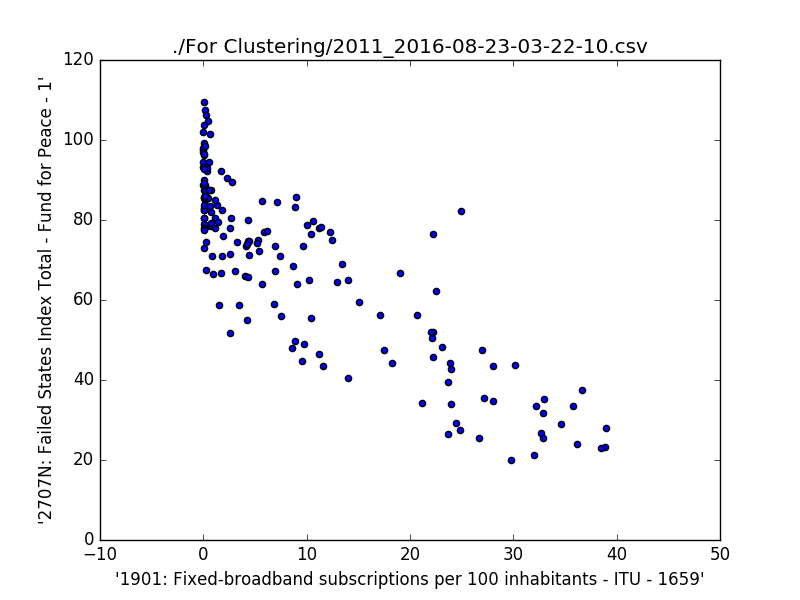 ./For Clustering/2011_2016-08-23-03-22-10.csv
120
100
80
60
40
20
0
'2707N: Failed States Index Total - Fund for Peace - 1'
−10 0 10 20 30 40 50
'1901: Fixed-broadband subscriptions per 100 inhabitants - ITU - 1659'